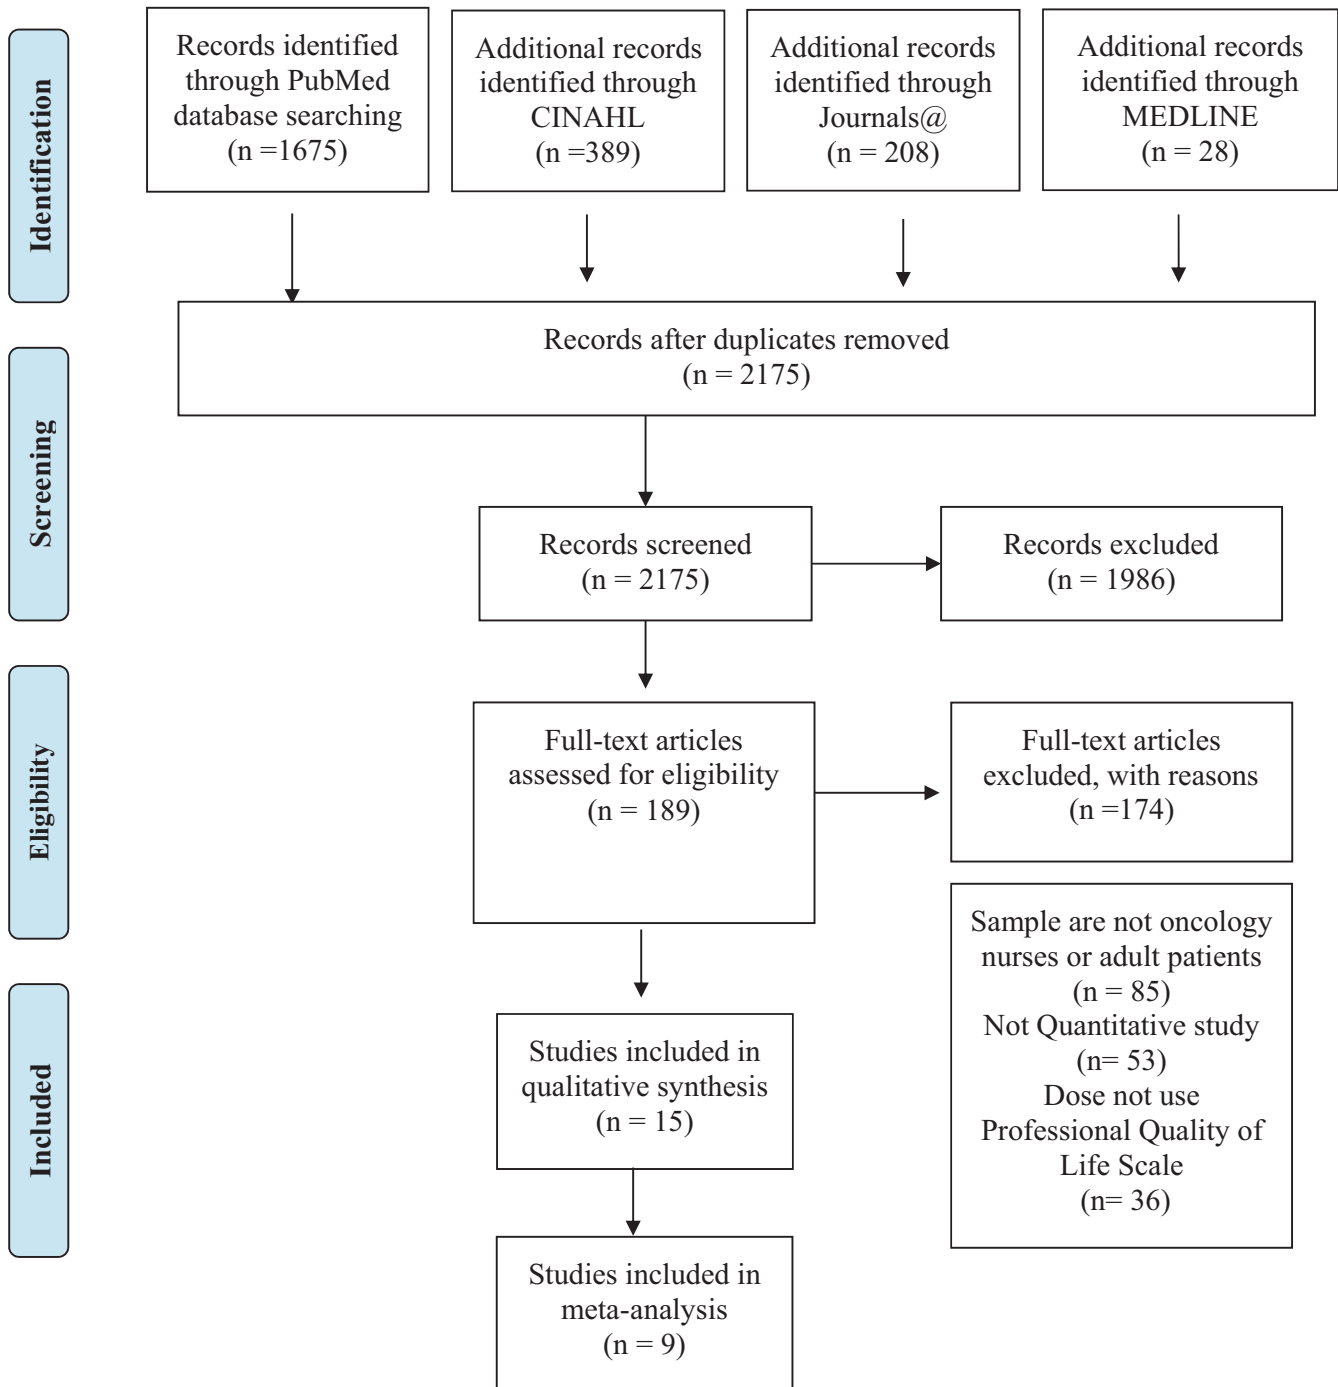 Identification
Records identified
through PubMed
database searching
(n =1675)
Additional records
identified through
CINAHL
(n =389)
Additional records
identified through
Journals@
(n = 208)
Additional records
identified through
MEDLINE
(n = 28)
Records after duplicates removed
(n = 2175)
Screening
Records screened
(n = 2175)
Records excluded
(n = 1986)
Eligibility
Full-text articles
assessed for eligibility
(n = 189)
Full-text articles
excluded, with reasons
(n =174)
Sample are not oncology
nurses or adult patients
(n = 85)
Not Quantitative study
(n= 53)
Dose not use
Professional Quality of
Life Scale
(n= 36)
Included
Studies included in
qualitative synthesis
(n = 15)
Studies included in
meta-analysis
(n = 9)